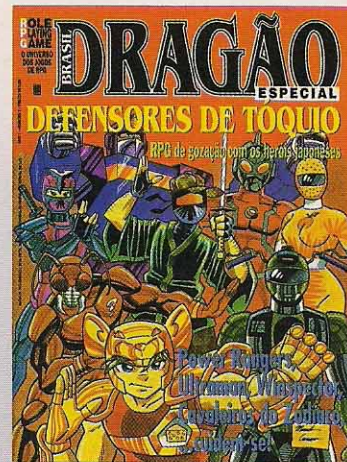 ROLE
PLAYING
GAME
O UNIVERSO
DOS JOGOS
DE RPG
BRASIL
DRAGÃO
ESPECIAL
DEFENSORES DE TÓQUIO
RPG de gozação com os heróis japoneses
Power Rangers,
Ultraman, Winspector,
Cavaleiros do Zodíaco,
acudem-se!